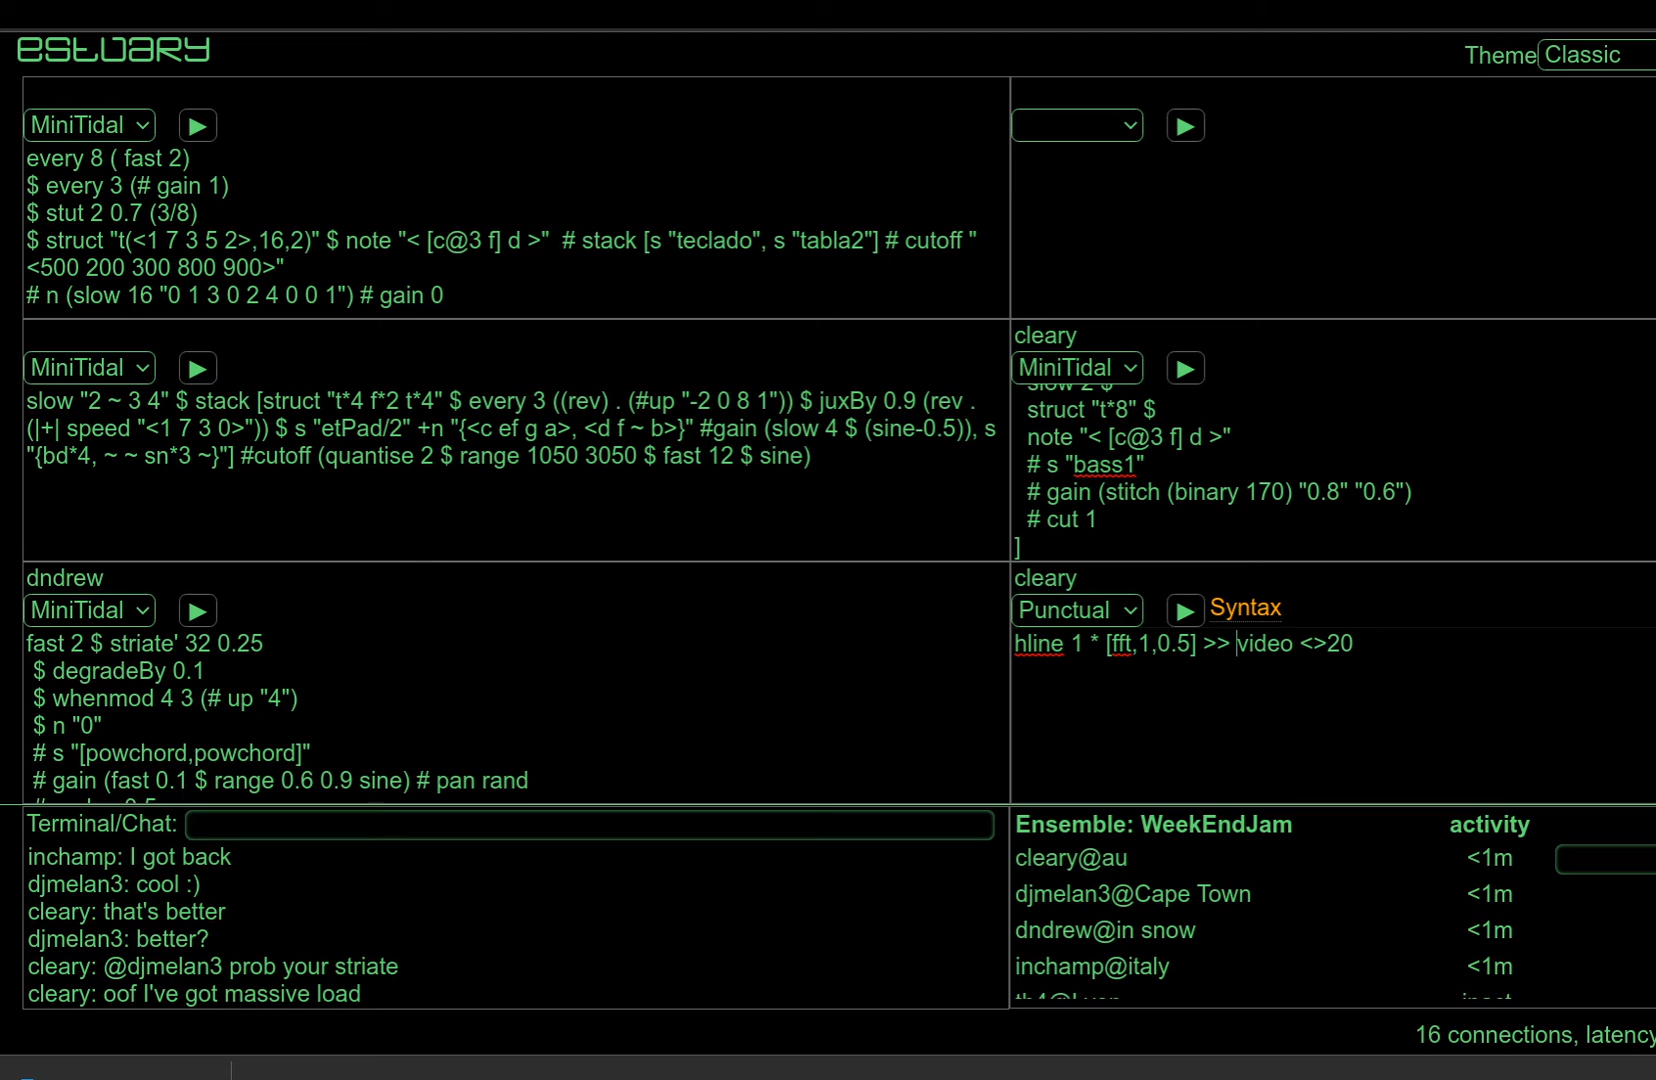 estuary
Theme Classic
MiniTidal
every 8 ( fast 2)
$ every 3 (# gain 1)
$ stut 2 0.7 (3/8)
$ struct "t(<1 7 3 5 2>,16,2)" $ note "< [c@3 f] d >"  # stack [s "teclado", s "tabla2"] # cutoff "
<500 200 300 800 900>"
# n (slow 16 "0 1 3 0 2 4 0 0 1") # gain 0
MiniTidal
slow "2 ~ 3 4" $ stack [struct "t*4 f*2 t*4" $ every 3 ((rev) . (#up "-2 0 8 1")) $ juxBy 0.9 (rev .
(|+| speed "<1 7 3 0>")) $ s "etPad/2" +n "{<c ef g a>, <d f ~ b>}" #gain (slow 4 $ (sine-0.5)), s
"{bd*4, ~ ~ sn*3 ~}"] #cutoff (quantise 2 $ range 1050 3050 $ fast 12 $ sine)
cleary
MiniTidal
slow 2 $
struct "t*8" $
note "< [c@3 f] d >"
# s "bass1"
# gain (stitch (binary 170) "0.8" "0.6")
# cut 1
]
dndrew
MiniTidal
fast 2 $ striate' 32 0.25
$ degradeBy 0.1
$ whenmod 4 3 (# up "4")
$ n "0"
# s "[powchord,powchord]"
# gain (fast 0.1 $ range 0.6 0.9 sine) # pan rand
cleary
Punctual Syntax
hline 1 * [fft,1,0.5] >> video <>20
Terminal/Chat:
inchamp: I got back
djmelan3: cool :)
cleary: that's better
djmelan3: better?
cleary: @djmelan3 prob your striate
cleary: oof I've got massive load
Ensemble: WeekEndJam activity
cleary@au <1m
djmelan3@Cape Town <1m
dndrew@in snow <1m
inchamp@italy <1m
16 connections, latency